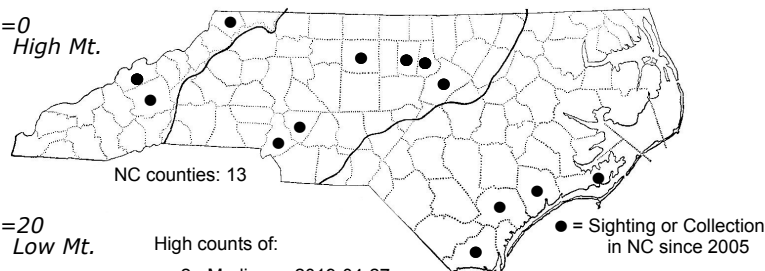 =0
High Mt.
NC counties: 13
=20
Low Mt.
High counts of:
● = Sighting or Collection
in NC since 2005